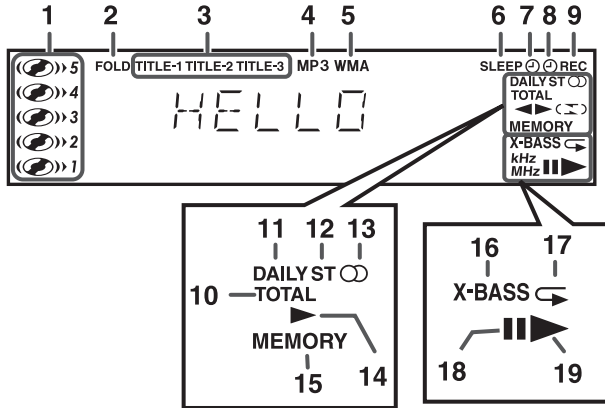 1 2 3 4 5 6 7 8 9
5 FOLD TITLE-1 TITLE-2 TITLE-3 MP3 WMA SLEEP REC
4 DAILY ST
TOTAL
3 HELLO
2 MEMORY
X-BASS
1 kHz
MHz
11 12 13
DAILY ST
10 TOTAL
MEMORY
15 14
16 17
X-BASS
18 19